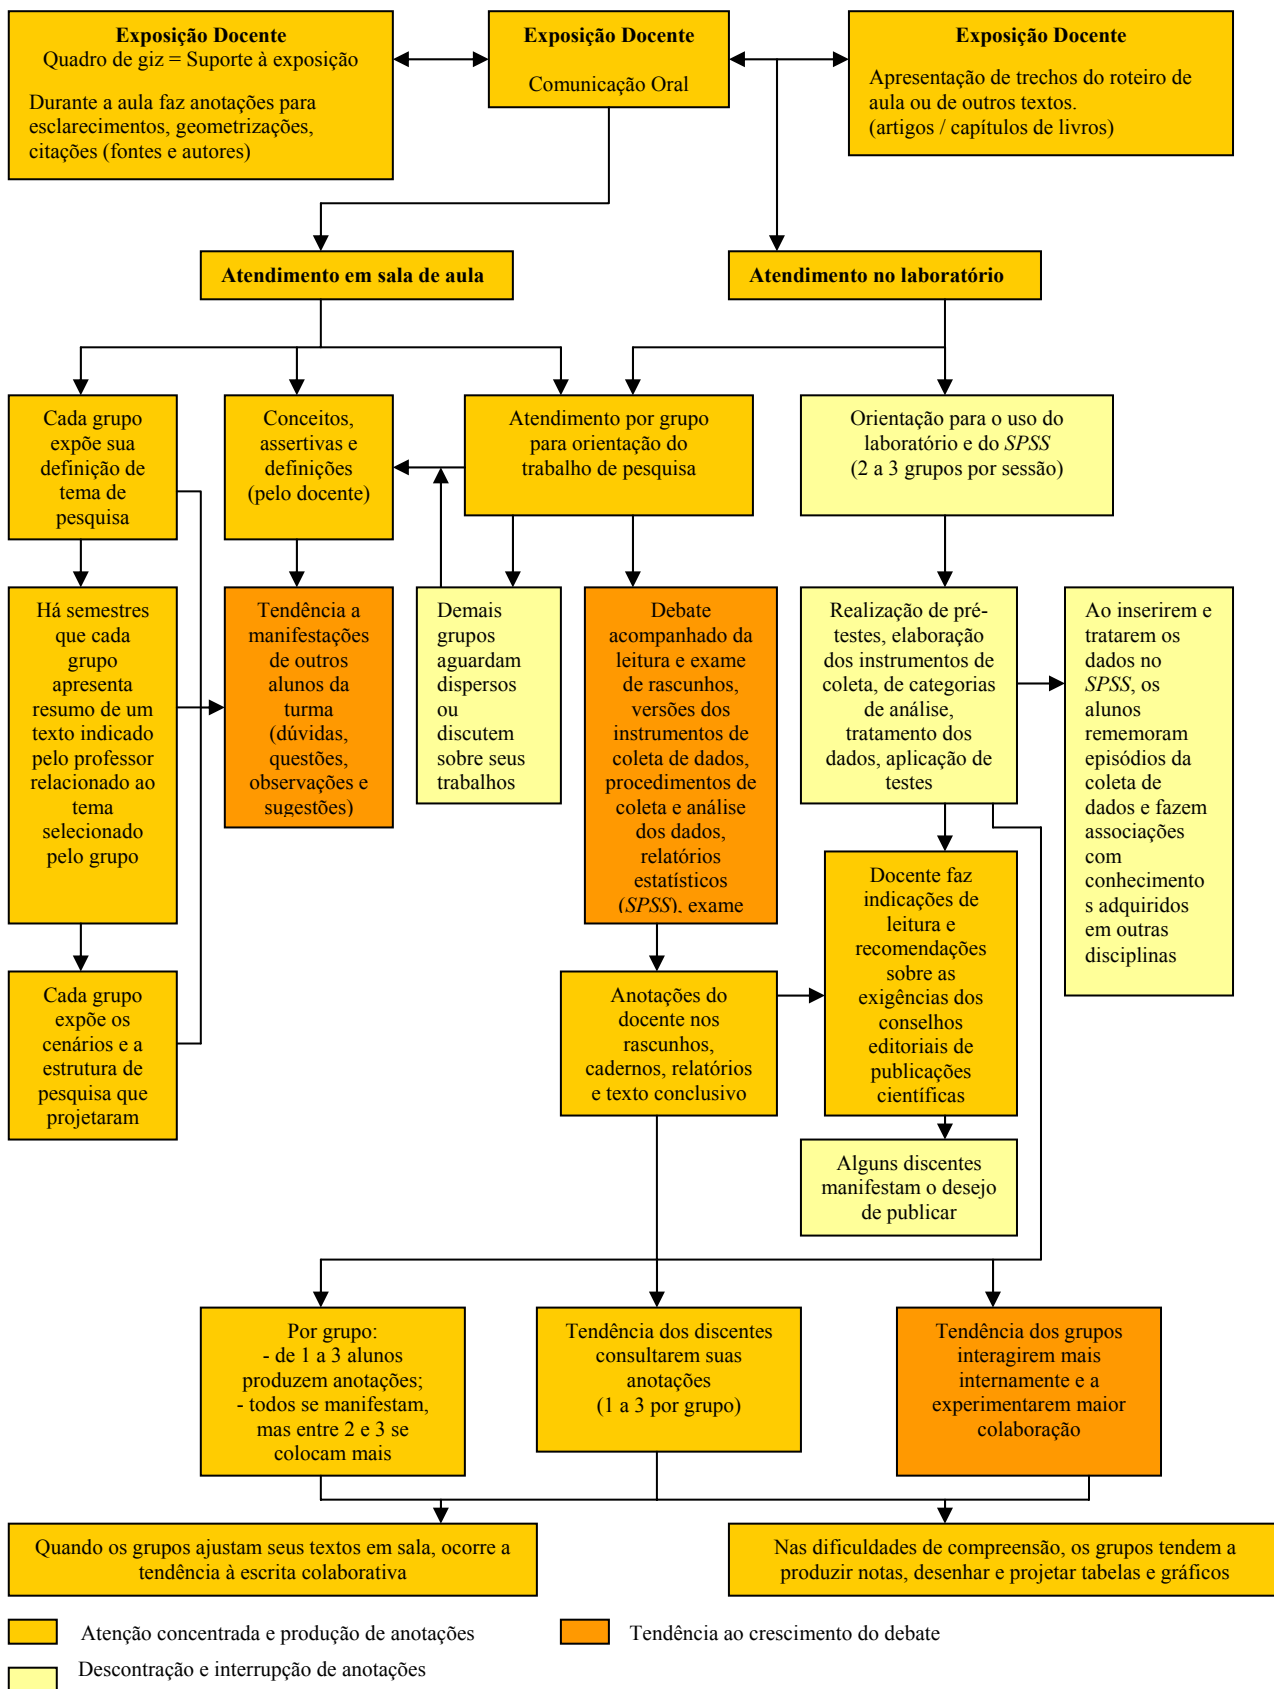 Exposição Docente
Quadro de giz = Suporte à exposição
Durante a aula faz anotações para
esclarecimentos, geometrizações,
citações (fontes e autores)
Exposição Docente
Comunicação Oral
Exposição Docente
Apresentação de trechos do roteiro de
aula ou de outros textos.
(artigos / capítulos de livros)
Atendimento em sala de aula
Atendimento no laboratório
Cada grupo
expõe sua
definição de
tema de
pesquisa
Conceitos,
assertivas e
definições
(pelo docente)
Atendimento por grupo
para orientação do
trabalho de pesquisa
Orientação para o uso do
laboratório e do SPSS
(2 a 3 grupos por sessão)
Há semestres
que cada
grupo
apresenta
resumo de um
texto indicado
pelo professor
relacionado ao
tema
selecionado
pelo grupo
Tendência a
manifestações
de outros
alunos da
turma
(dúvidas,
questões,
observações e
sugestões)
Demais
grupos
aguardam
dispersos
ou
discutem
sobre seus
trabalhos
Debate
acompanhado da
leitura e exame
de rascunhos,
versões dos
instrumentos de
coleta de dados,
procedimentos de
coleta e análise
dos dados,
relatórios
estatísticos
(SPSS), exame
Realização de pré-
testes, elaboração
dos instrumentos de
coleta, de categorias
de análise,
tratamento dos
dados, aplicação de
testes
Ao inserirem e
tratarem os
dados no
SPSS, os
alunos
rememoram
episódios da
coleta de
dados e fazem
associações
com
conhecimento
s adquiridos
em outras
disciplinas
Docente faz
indicações de
leitura e
recomendações
sobre as
exigências dos
conselhos
editoriais de
publicações
científicas
Cada grupo
expõe os
cenários e a
estrutura de
pesquisa que
projetaram
Anotações do
docente nos
rascunhos,
cadernos, relatórios
e texto conclusivo
Alguns discentes
manifestam o desejo
de publicar
Por grupo:
- de 1 a 3 alunos
produzem anotações;
- todos se manifestam,
mas entre 2 e 3 se
colocam mais
Tendência dos discentes
consultarem suas
anotações
(1 a 3 por grupo)
Tendência dos grupos
interagirem mais
internamente e a
experimentarem maior
colaboração
Quando os grupos ajustam seus textos em sala, ocorre a
tendência à escrita colaborativa
Nas dificuldades de compreensão, os grupos tendem a
produzir notas, desenhar e projetar tabelas e gráficos
Atenção concentrada e produção de anotações
Tendência ao crescimento do debate
Descontração e interrupção de anotações